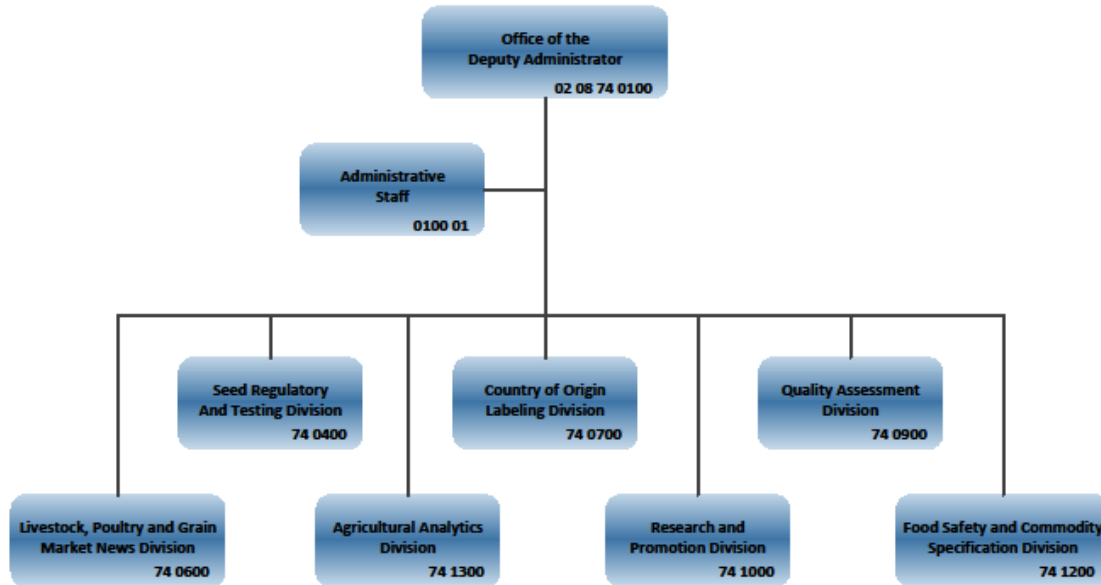 Office of the
Deputy Administrator
02 08 74 0100
Administrative
Staff
0100 01
Seed Regulatory
And Testing Division
74 0400
Country of Origin
Labeling Division
74 0700
Quality Assessment
Division
74 0900
Livestock, Poultry and Grain
Market News Division
74 0600
Agricultural Analytics
Division
74 1300
Research and
Promotion Division
74 1000
Food Safety and Commodity
Specification Division
74 1200